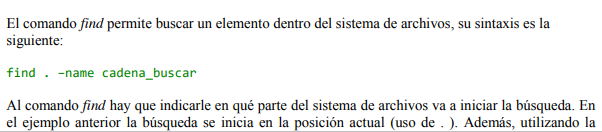 El comando find permite buscar un elemento dentro del sistema de archivos, su sintaxis es la
siguiente:
find . –name cadena_buscar
Al comando find hay que indicarle en qué parte del sistema de archivos va a iniciar la búsqueda. En
el ejemplo anterior la búsqueda se inicia en la posición actual (uso de . ). Además, utilizando la